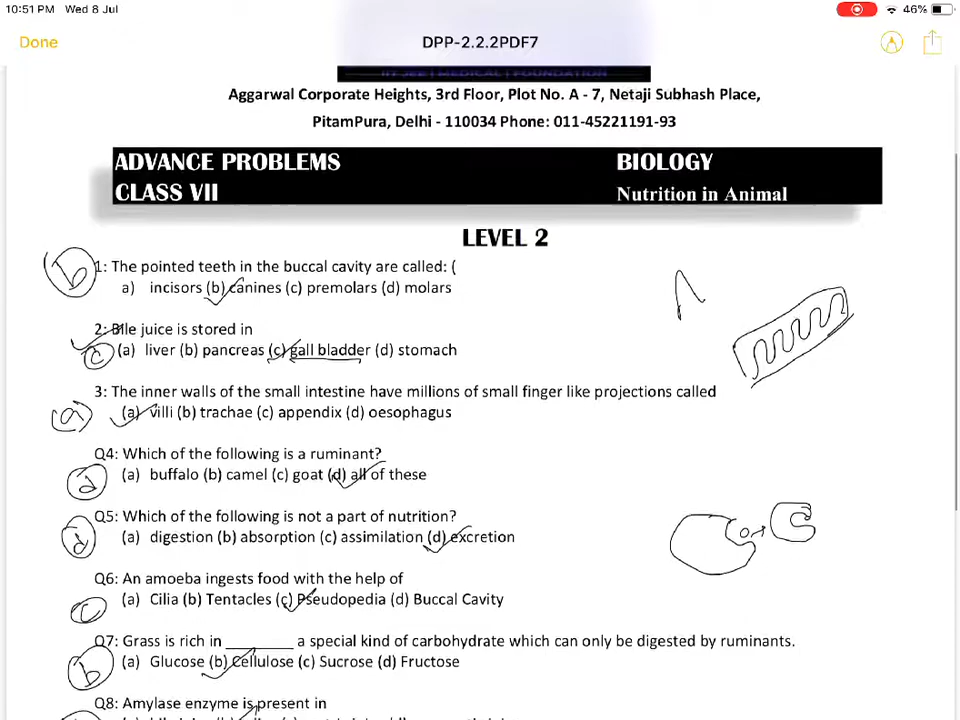 10:51 PM Wed 8 Jul 46%
Done DPP-2.2.2PDF7
IIT-JEE | MEDICAL | FOUNDATION
Aggarwal Corporate Heights, 3rd Floor, Plot No. A - 7, Netaji Subhash Place,
PitamPura, Delhi - 110034 Phone: 011-45221191-93
ADVANCE PROBLEMS BIOLOGY
CLASS VII Nutrition in Animal
LEVEL 2
b 1: The pointed teeth in the buccal cavity are called: (
a) incisors (b) canines (c) premolars (d) molars
2: Bile juice is stored in
c (a) liver (b) pancreas (c) gall bladder (d) stomach
3: The inner walls of the small intestine have millions of small finger like projections called
(a) (a) villi (b) trachae (c) appendix (d) oesophagus
Q4: Which of the following is a ruminant?
d (a) buffalo (b) camel (c) goat (d) all of these
Q5: Which of the following is not a part of nutrition?
d (a) digestion (b) absorption (c) assimilation (d) excretion
Q6: An amoeba ingests food with the help of
c (a) Cilia (b) Tentacles (c) Pseudopedia (d) Buccal Cavity
Q7: Grass is rich in ________ a special kind of carbohydrate which can only be digested by ruminants.
b (a) Glucose (b) Cellulose (c) Sucrose (d) Fructose
Q8: Amylase enzyme is present in